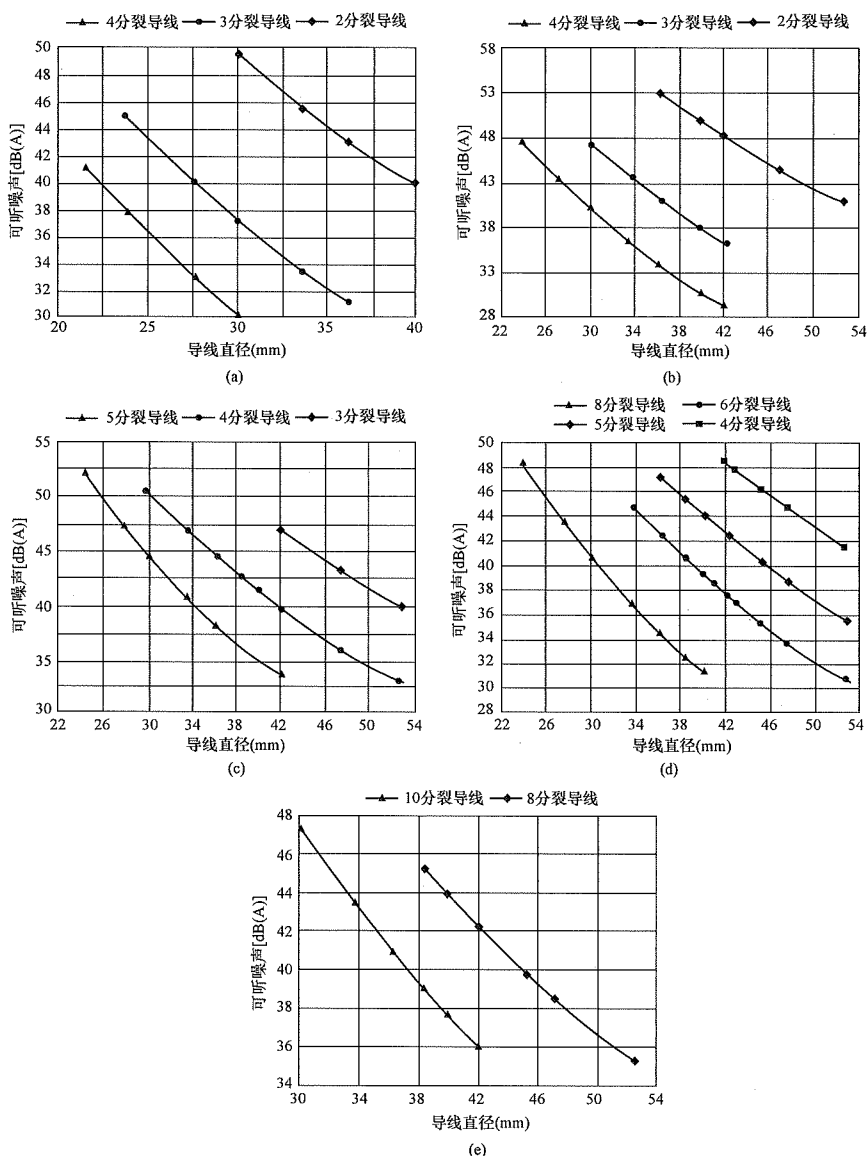 4分裂导线 3分裂导线 2分裂导线
可听噪声[dB(A)]
50
48
46
44
42
40
38
36
34
32
30
20 25 30 35 40
导线直径(mm)
(a)
4分裂导线 3分裂导线 2分裂导线
可听噪声[dB(A)]
58
53
48
43
38
33
28
22 26 30 34 38 42 46 50 54
导线直径(mm)
(b)
5分裂导线 4分裂导线 3分裂导线
可听噪声[dB(A)]
55
50
45
40
35
30
22 26 30 34 38 42 46 50 54
导线直径(mm)
(c)
8分裂导线 6分裂导线
5分裂导线 4分裂导线
可听噪声[dB(A)]
50
48
46
44
42
40
38
36
34
32
30
28
22 26 30 34 38 42 46 50 54
导线直径(mm)
(d)
10分裂导线 8分裂导线
可听噪声[dB(A)]
48
46
44
42
40
38
36
34
30 34 38 42 46 50 54
导线直径(mm)
(e)